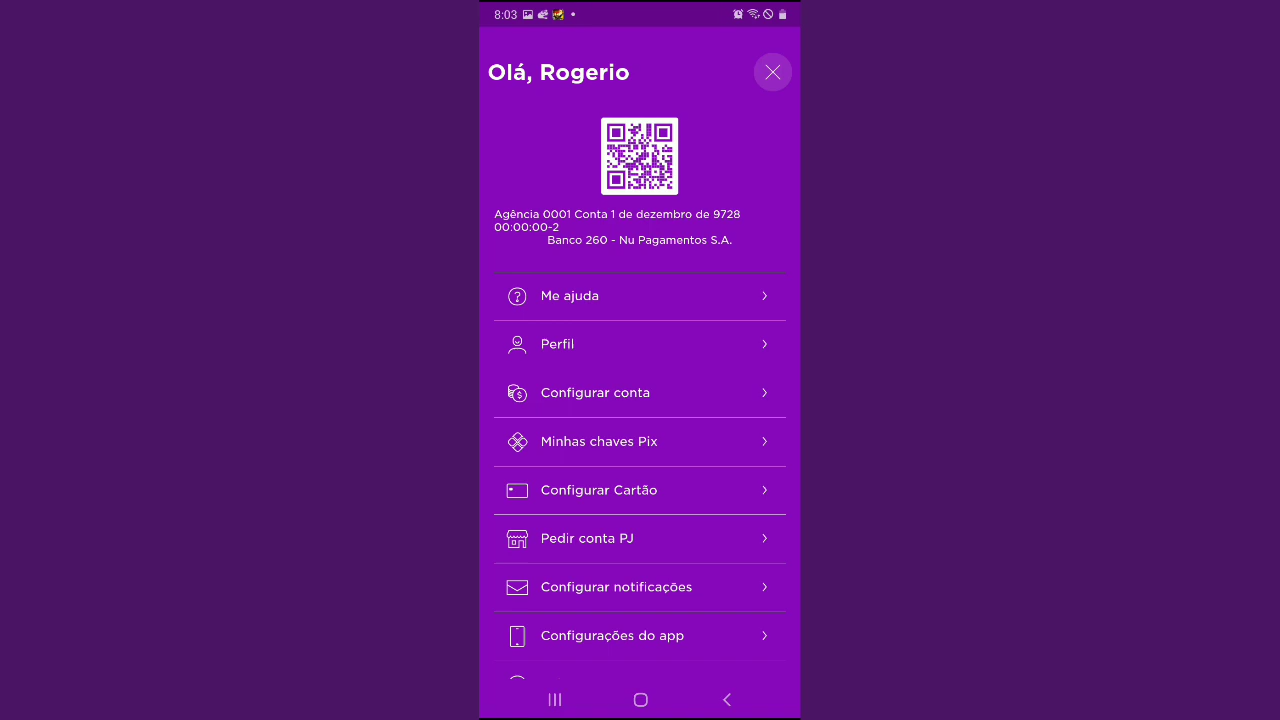 8:03
Olá, Rogerio
Agência 0001 Conta 1 de dezembro de 9728
00:00:00-2
Banco 260 - Nu Pagamentos S.A.
Me ajuda
Perfil
Configurar conta
Minhas chaves Pix
Configurar Cartão
Pedir conta PJ
Configurar notificações
Configurações do app